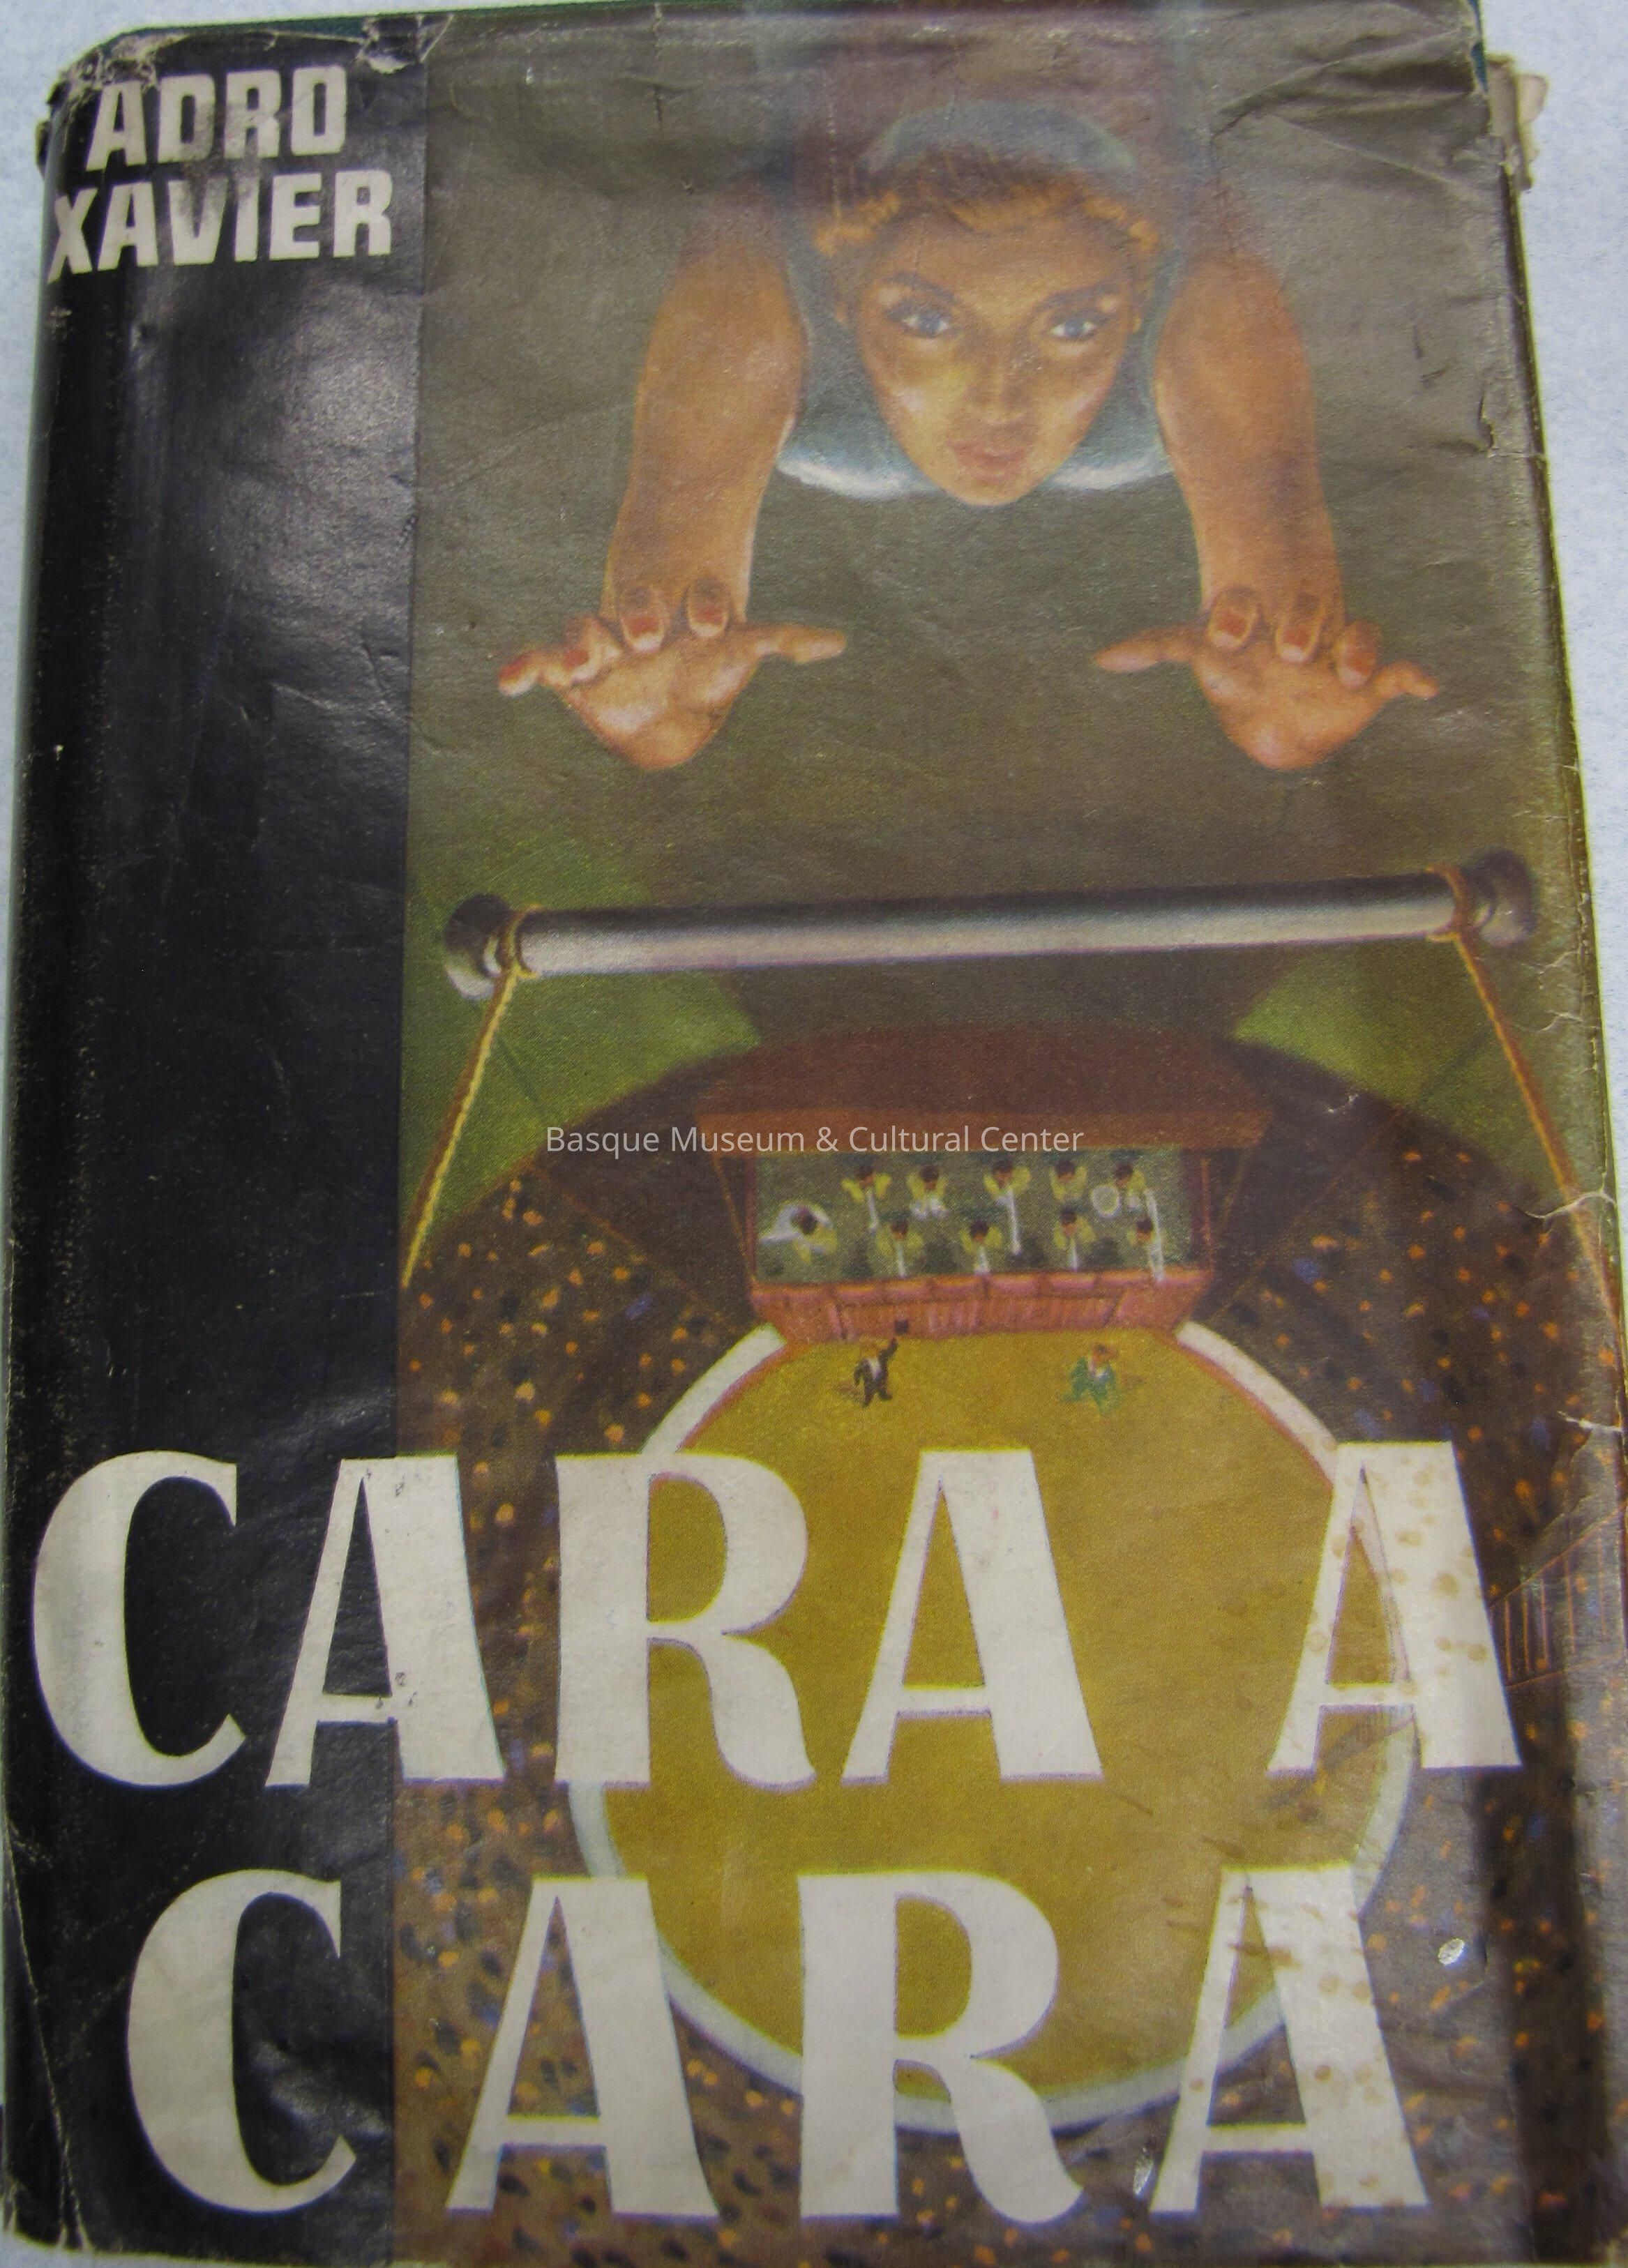 ADRO
XAVIER
Basque Museum & Cultural Center
CARA A
CARA